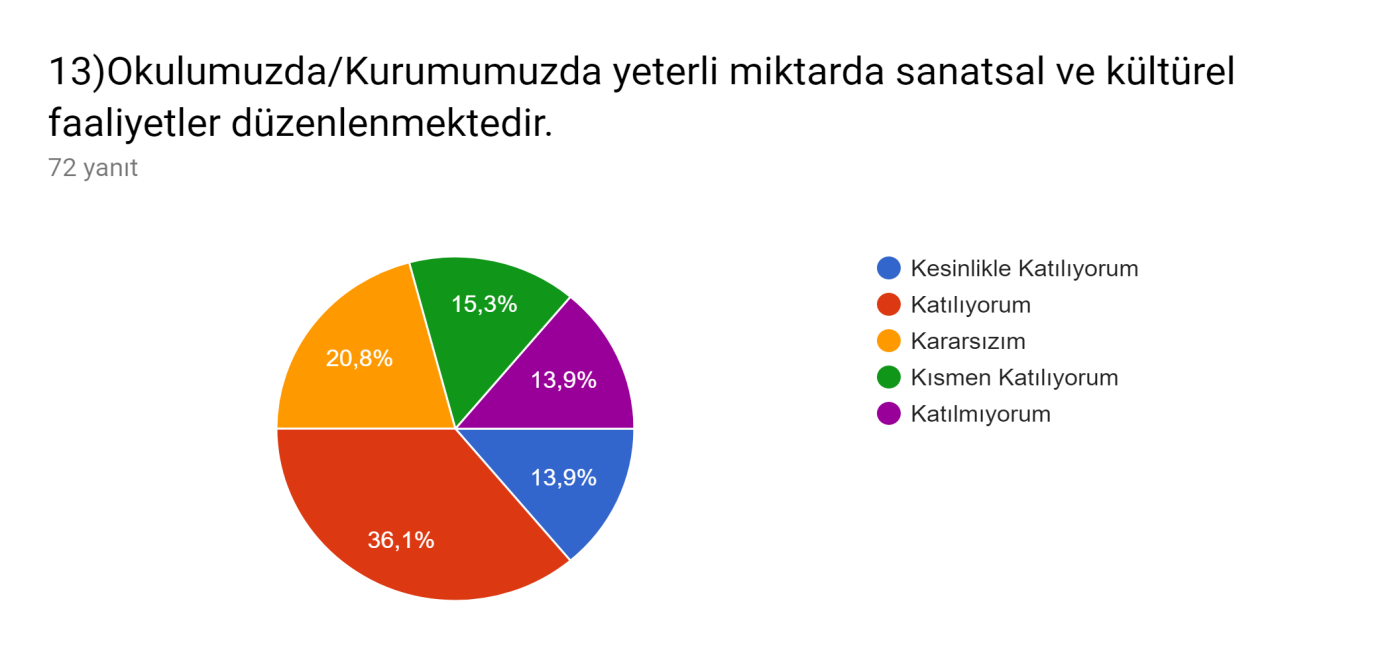 13)Okulumuzda/Kurumumuzda yeterli miktarda sanatsal ve kültürel
faaliyetler düzenlenmektedir.
72 yanıt
Kesinlikle Katılıyorum
Katılıyorum
Kararsızım
Kısmen Katılıyorum
Katılmıyorum
15,3%
20,8%
13,9%
13,9%
36,1%